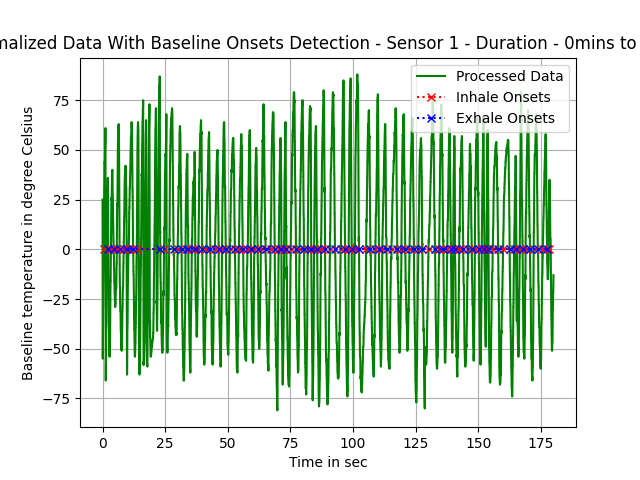 malized Data With Baseline Onsets Detection - Sensor 1 - Duration - 0mins to
Processed Data
Inhale Onsets
Exhale Onsets
75
50
25
0
−25
−50
−75
Baseline temperature in degree Celsius
0 25 50 75 100 125 150 175
Time in sec